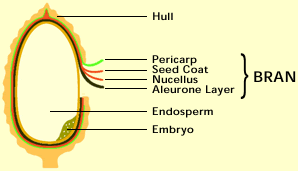 Hull
Pericarp
Seed Coat
Nucellus
Aleurone Layer
BRAN
Endosperm
Embryo